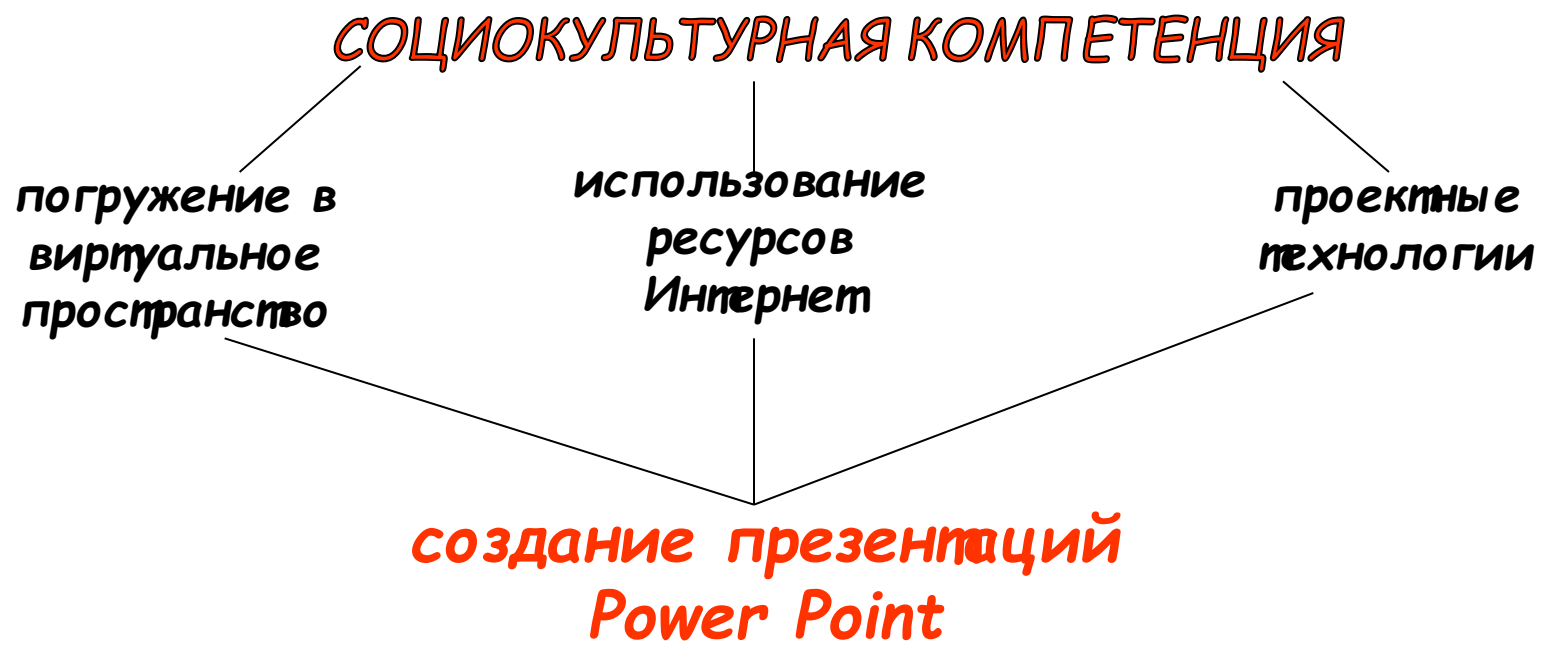 СОЦИОКУЛЬТУРНАЯ КОМПЕТЕНЦИЯ
погружение в
виртуальное
пространство
использование
ресурсов
Интернет
проектные
технологии
создание презентаций
Power Point